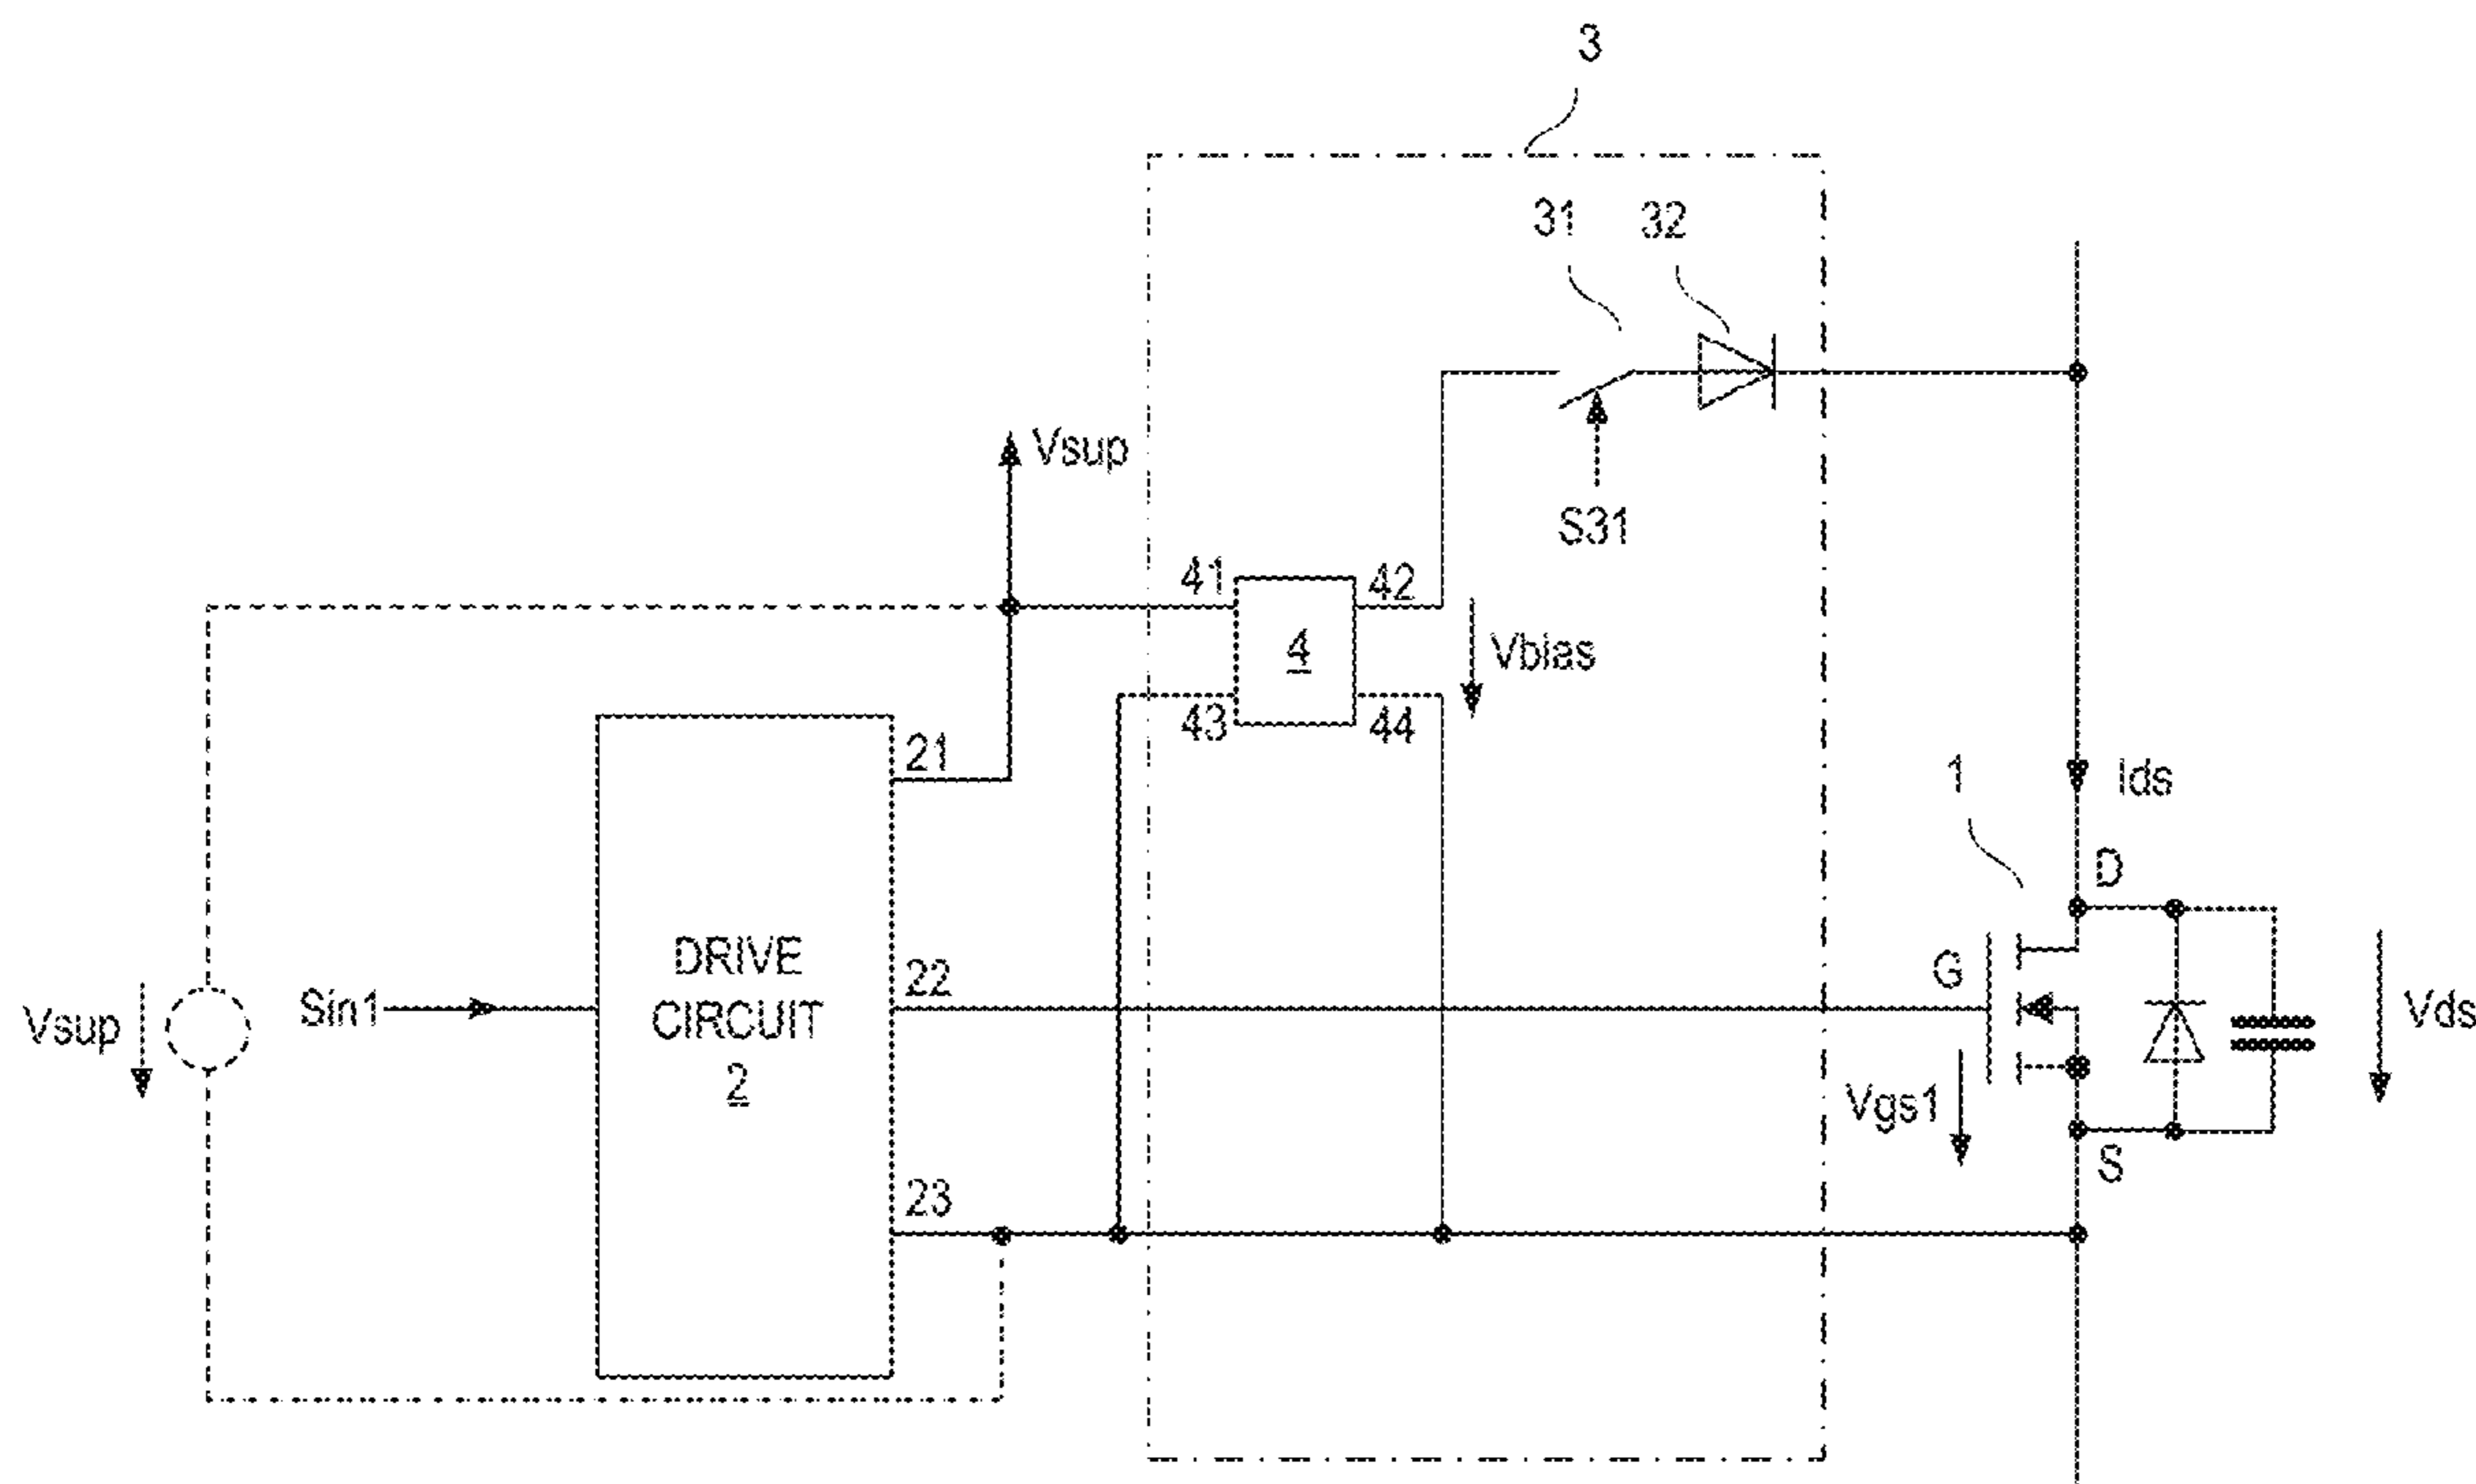 3
31
32
Vsup
S31
41
42
4
Vbias
43
44
21
1
Ids
D
DRIVE
CIRCUIT
2
22
G
Vsup
Sin1
Vds
Vgs1
S
23